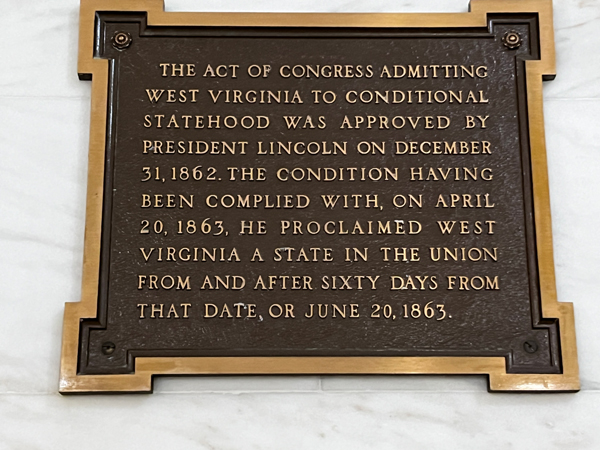 THE ACT OF CONGRESS ADMITTING
WEST VIRGINIA TO CONDITIONAL
STATEHOOD WAS APPROVED BY
PRESIDENT LINCOLN ON DECEMBER
31, 1862. THE CONDITION HAVING
BEEN COMPLIED WITH, ON APRIL
20, 1863, HE PROCLAIMED WEST
VIRGINIA A STATE IN THE UNION
FROM AND AFTER SIXTY DAYS FROM
THAT DATE, OR JUNE 20, 1863.